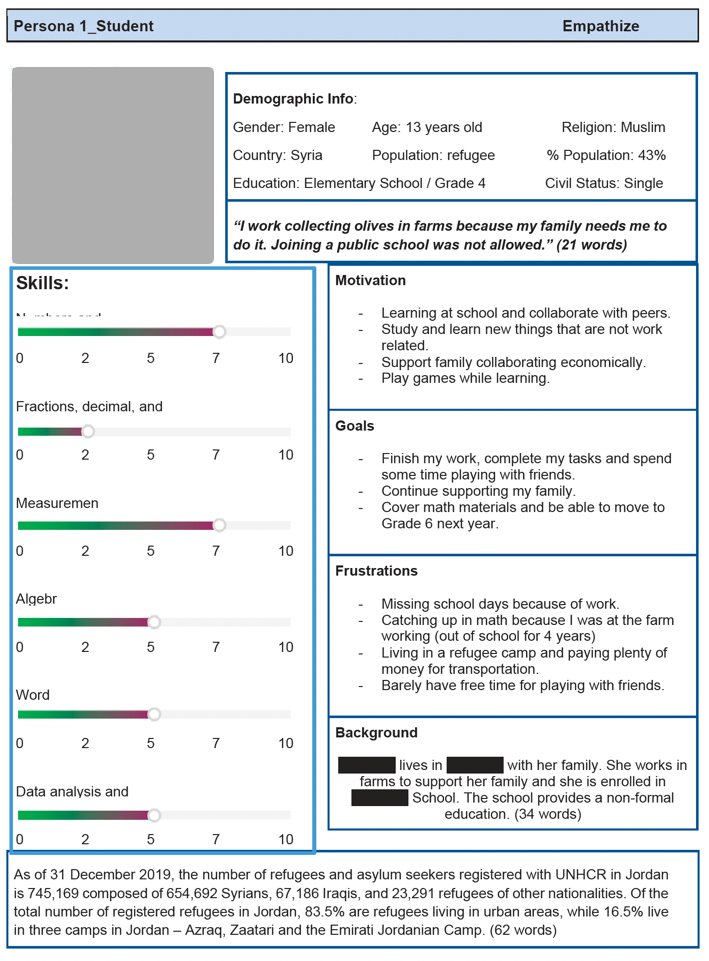 Persona 1_Student Empathize
Demographic Info:
Gender: Female Age: 13 years old Religion: Muslim
Country: Syria Population: refugee % Population: 43%
Education: Elementary School / Grade 4 Civil Status: Single
“I work collecting olives in farms because my family needs me to
do it. Joining a public school was not allowed.” (21 words)
Skills:
0 2 5 7 10
Fractions, decimal, and
0 2 5 7 10
Measuremen
0 2 5 7 10
Algebr
0 2 5 7 10
Word
0 2 5 7 10
Data analysis and
0 2 5 7 10
Motivation
- Learning at school and collaborate with peers.
- Study and learn new things that are not work
related.
- Support family collaborating economically.
- Play games while learning.
Goals
- Finish my work, complete my tasks and spend
some time playing with friends.
- Continue supporting my family.
- Cover math materials and be able to move to
Grade 6 next year.
Frustrations
- Missing school days because of work.
- Catching up in math because I was at the farm
working (out of school for 4 years)
- Living in a refugee camp and paying plenty of
money for transportation.
- Barely have free time for playing with friends.
Background
lives in with her family. She works in
farms to support her family and she is enrolled in
School. The school provides a non-formal
education. (34 words)
As of 31 December 2019, the number of refugees and asylum seekers registered with UNHCR in Jordan
is 745,169 composed of 654,692 Syrians, 67,186 Iraqis, and 23,291 refugees of other nationalities. Of the
total number of registered refugees in Jordan, 83.5% are refugees living in urban areas, while 16.5% live
in three camps in Jordan – Azraq, Zaatari and the Emirati Jordanian Camp. (62 words)